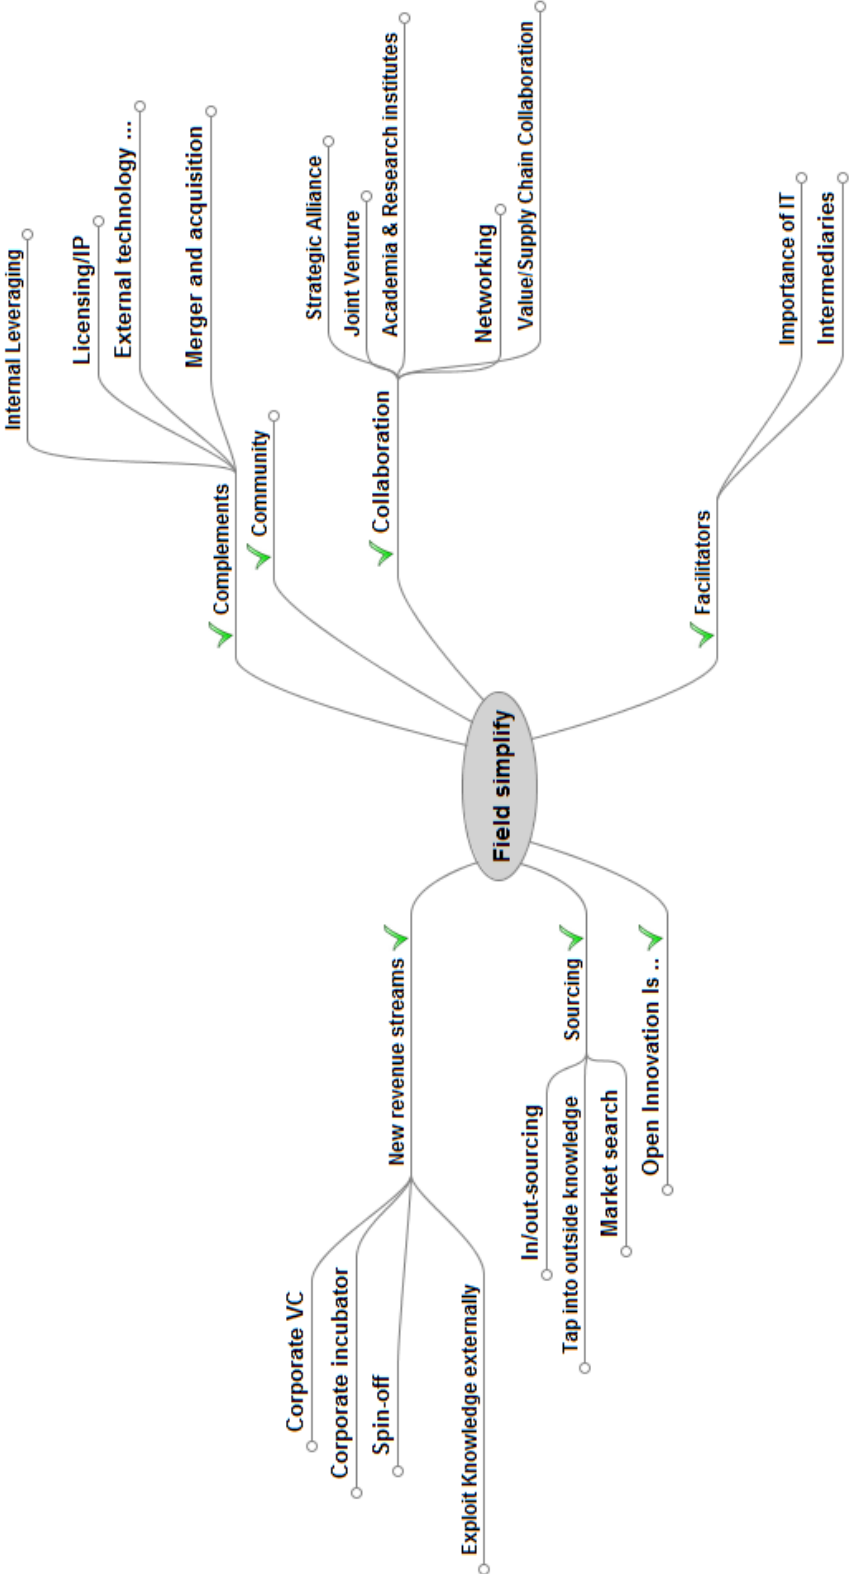 Internal Leveraging
Licensing/IP
External technology ...
Merger and acquisition
Complements
Community
Strategic Alliance
Joint Venture
Academia & Research institutes
Networking
Value/Supply Chain Collaboration
Collaboration
Importance of IT
Intermediaries
Facilitators
Field simplify
New revenue streams
Corporate VC
Corporate incubator
Spin-off
Exploit Knowledge externally
Sourcing
In/out-sourcing
Tap into outside knowledge
Market search
Open Innovation Is ..